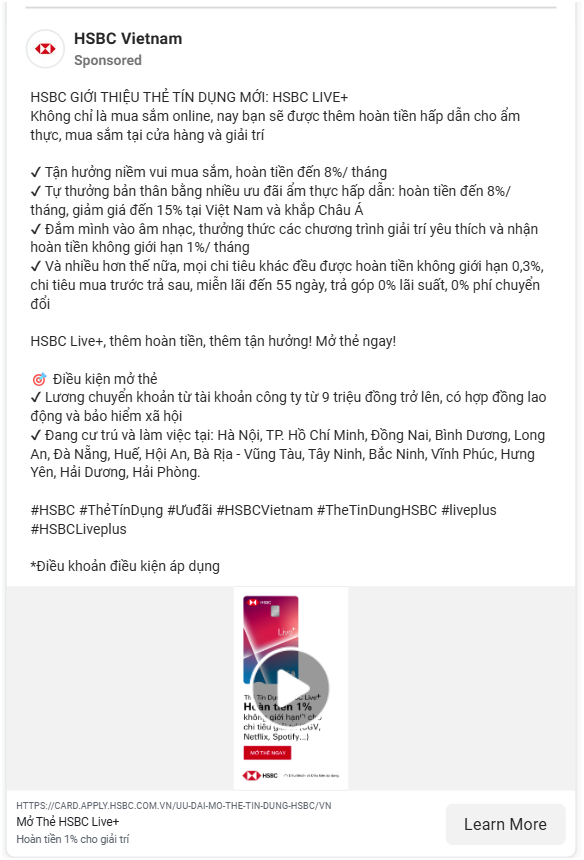 HSBC Vietnam
Sponsored
HSBC GIỚI THIỆU THẺ TÍN DỤNG MỚI: HSBC LIVE+
Không chỉ là mua sắm online, nay bạn sẽ được thêm hoàn tiền hấp dẫn cho ẩm
thực, mua sắm tại cửa hàng và giải trí
✓ Tận hưởng niềm vui mua sắm, hoàn tiền đến 8%/ tháng
✓ Tự thưởng bản thân bằng nhiều ưu đãi ẩm thực hấp dẫn: hoàn tiền đến 8%/
tháng, giảm giá đến 15% tại Việt Nam và khắp Châu Á
✓ Đắm mình vào âm nhạc, thưởng thức các chương trình giải trí yêu thích và nhận
hoàn tiền không giới hạn 1%/ tháng
✓ Và nhiều hơn thế nữa, mọi chi tiêu khác đều được hoàn tiền không giới hạn 0,3%,
chi tiêu mua trước trả sau, miễn lãi đến 55 ngày, trả góp 0% lãi suất, 0% phí chuyển
đổi
HSBC Live+, thêm hoàn tiền, thêm tận hưởng! Mở thẻ ngay!
🎯 Điều kiện mở thẻ
✓ Lương chuyển khoản từ tài khoản công ty từ 9 triệu đồng trở lên, có hợp đồng lao
động và bảo hiểm xã hội
✓ Đang cư trú và làm việc tại: Hà Nội, TP. Hồ Chí Minh, Đồng Nai, Bình Dương, Long
An, Đà Nẵng, Huế, Hội An, Bà Rịa - Vũng Tàu, Tây Ninh, Bắc Ninh, Vĩnh Phúc, Hưng
Yên, Hải Dương, Hải Phòng.
#HSBC #ThẻTínDụng #Ưuđãi #HSBCVietnam #TheTinDungHSBC #liveplus
#HSBCLiveplus
*Điều khoản điều kiện áp dụng
HSBC
Live+
Thẻ Tín Dụng HSBC Live+
Hoàn tiền 1%
không giới hạn cho
chi tiêu
Netflix, Spotify...)
MỞ THẺ NGAY
HSBC
HTTPS://CARD.APPLY.HSBC.COM.VN/UU-DAI-MO-THE-TIN-DUNG-HSBC/VN
Mở Thẻ HSBC Live+
Hoàn tiền 1% cho giải trí
Learn More